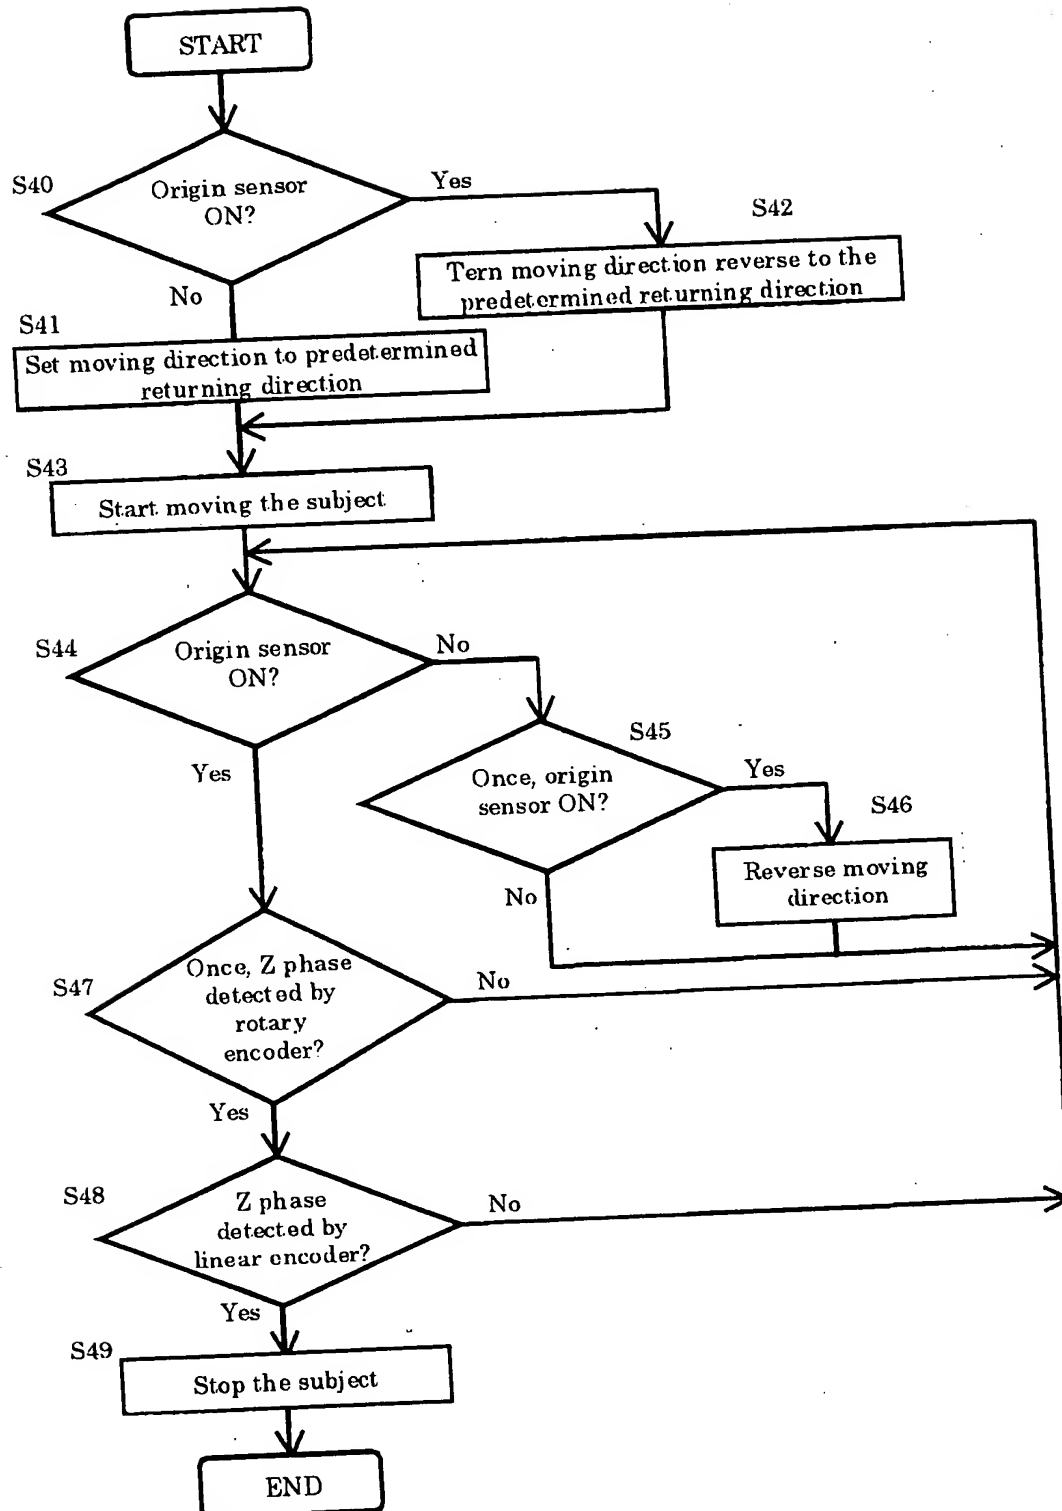 START
S40
Origin sensor
ON?
Yes
S42
Tern moving direction reverse to the
predetermined returning direction
No
S41
Set moving direction to predetermined
returning direction
S43
Start moving the subject
S44
Origin sensor
ON?
No
S45
Once, origin
sensor ON?
Yes
S46
Reverse moving
direction
Yes
No
S47
Once, Z phase
detected by
rotary
encoder?
No
Yes
S48
Z phase
detected by
linear encoder?
No
Yes
S49
Stop the subject
END